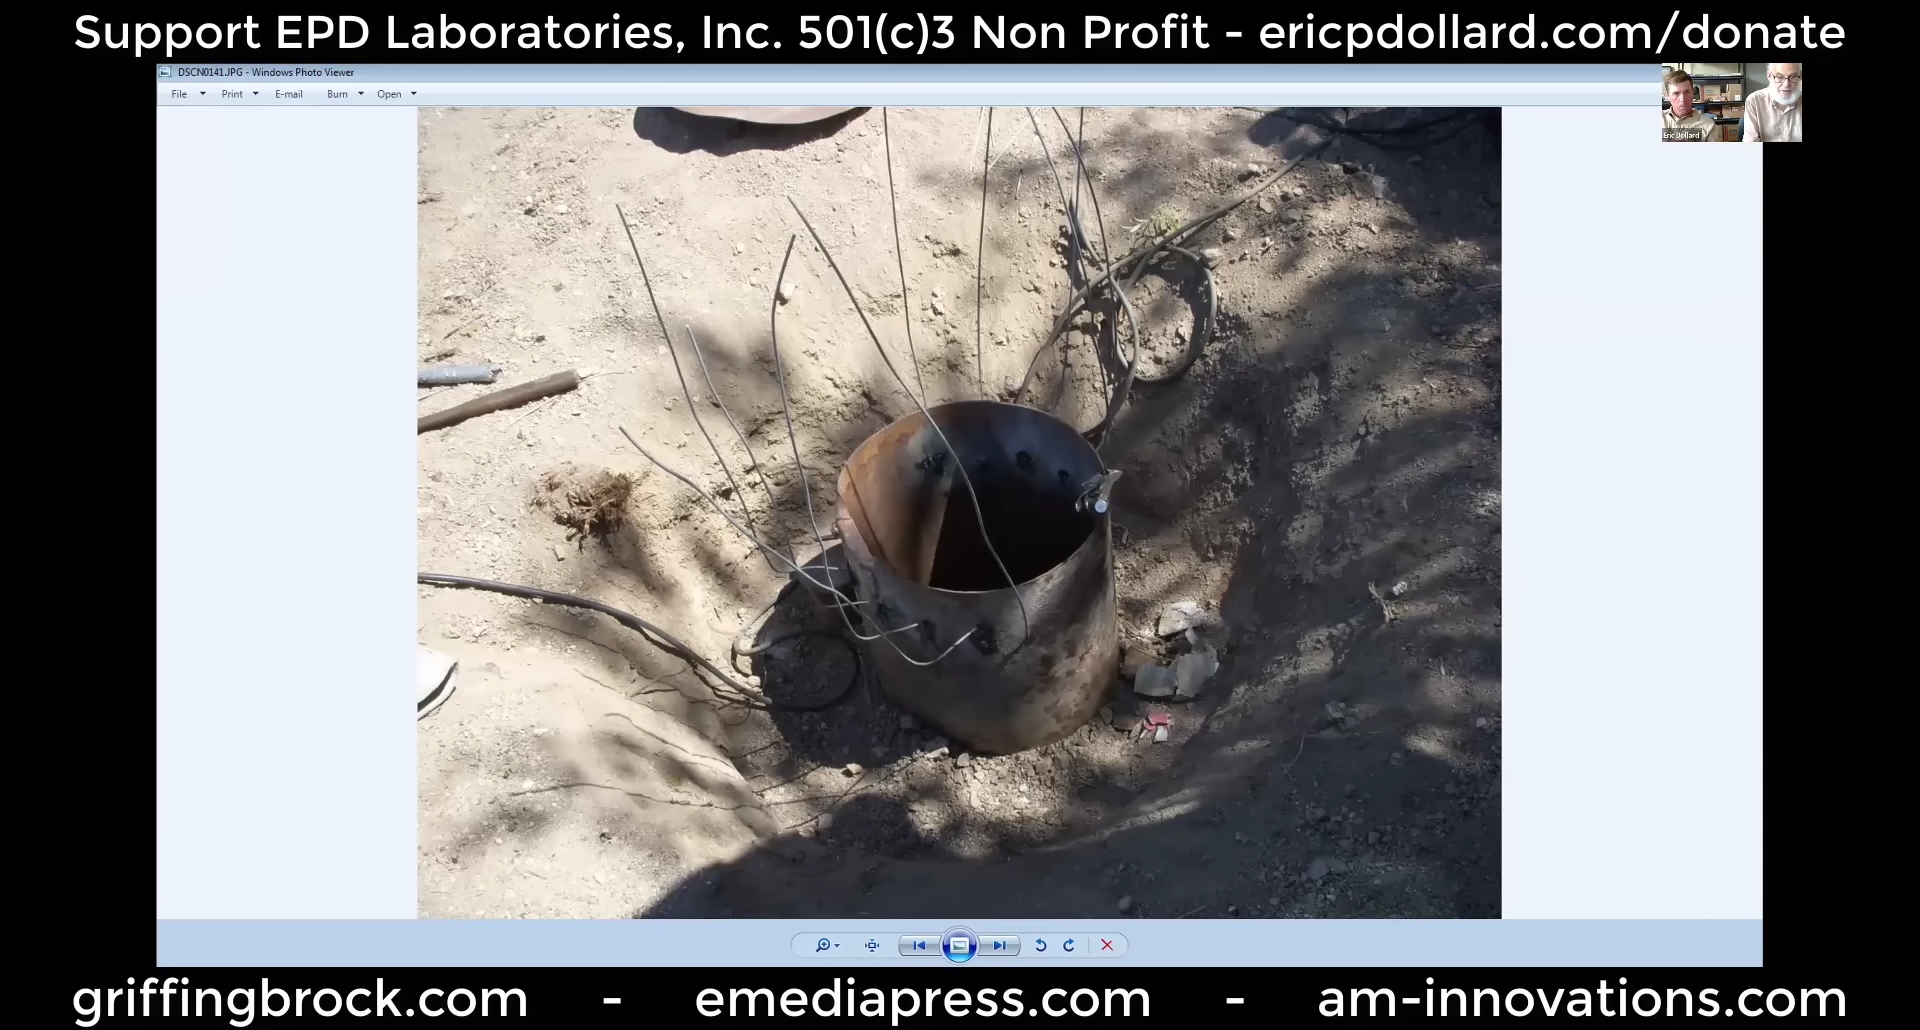 Support EPD Laboratories, Inc. 501(c)3 Non Profit - ericpdollard.com/donate
DSCN0141.JPG - Windows Photo Viewer
File Print E-mail Burn Open
Eric Dollard
griffingbrock.com - emediapress.com - am-innovations.com